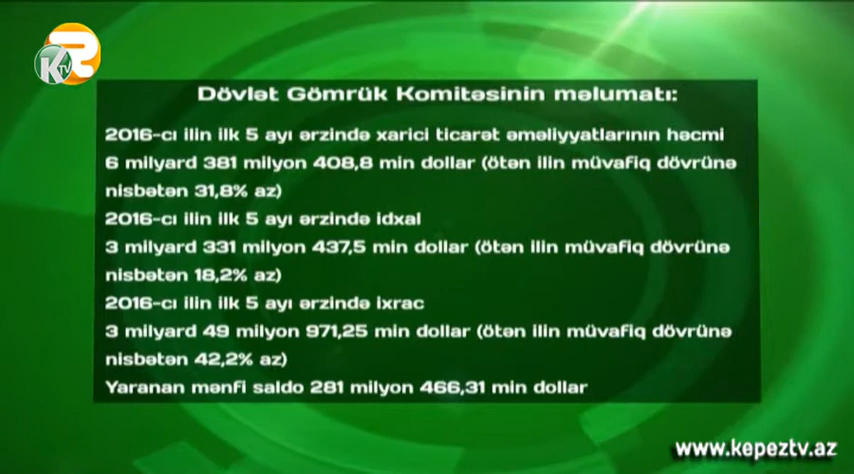 K TV
Dövlət Gömrük Komitəsinin məlumatı:
2016-cı ilin ilk 5 ayı ərzində xarici ticarət əməliyyatlarının həcmi
6 milyard 381 milyon 408,8 min dollar (ötən ilin müvafiq dövrünə
nisbətən 31,8% az)
2016-cı ilin ilk 5 ayı ərzində idxal
3 milyard 331 milyon 437,5 min dollar (ötən ilin müvafiq dövrünə
nisbətən 18,2% az)
2016-cı ilin ilk 5 ayı ərzində ixrac
3 milyard 49 milyon 971,25 min dollar (ötən ilin müvafiq dövrünə
nisbətən 42,2% az)
Yaranan mənfi saldo 281 milyon 466,31 min dollar
www.kepeztv.az